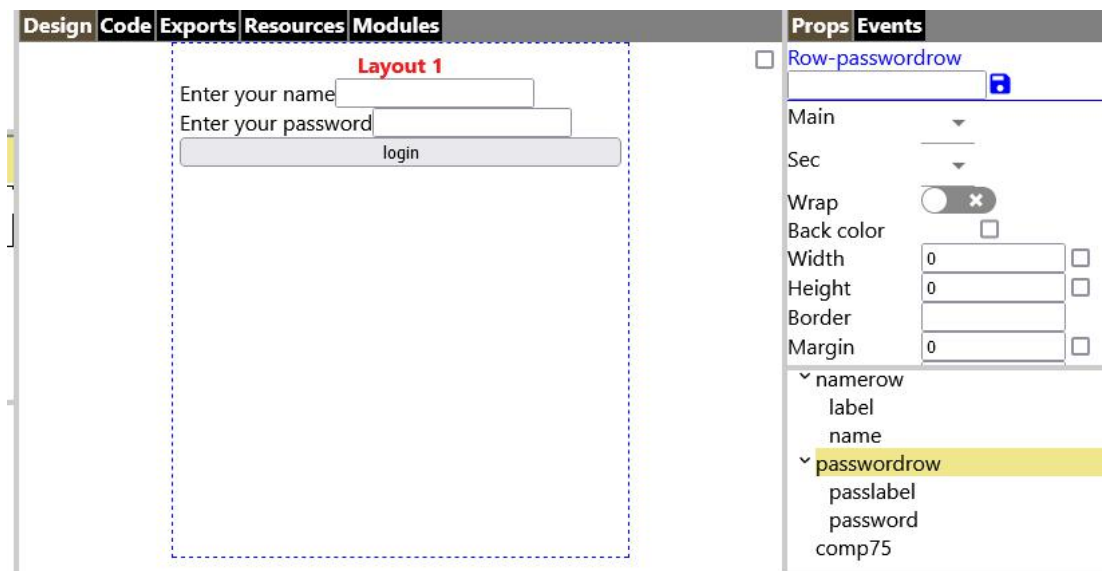 Design Code Exports Resources Modules
Props Events
Layout 1
Enter your name
Enter your password
login
Row-passwordrow
Main
Sec
Wrap
Back color
Width 0
Height 0
Border
Margin 0
namerow
label
name
passwordrow
passlabel
password
comp75